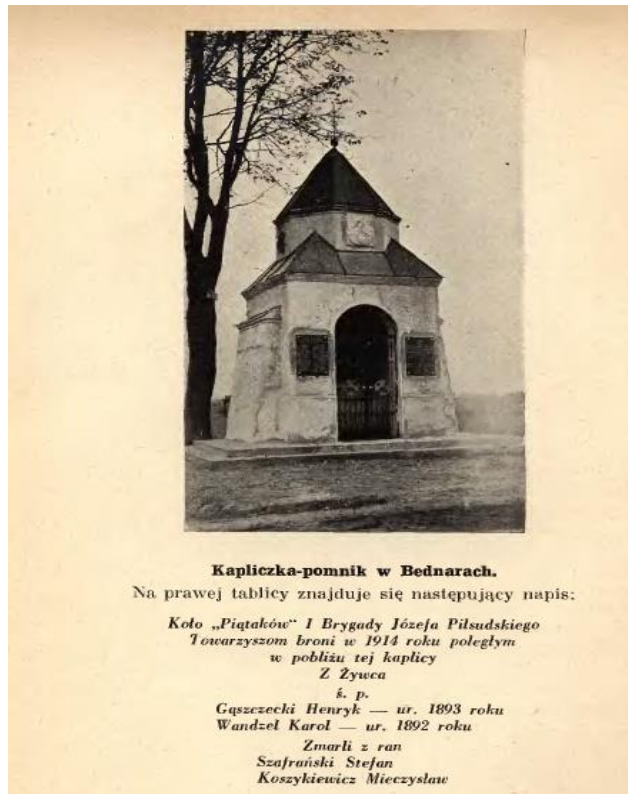 Kapliczka-pomnik w Bednarach.
Na prawej tablicy znajduje się następujący napis:
Koło „Piątaków“ I Brygady Józefa Piłsudskiego
Towarzyszom broni w 1914 roku poległym
w pobliżu tej kaplicy
Z Żywca
ś. p.
Gąszczecki Henryk — ur. 1893 roku
Wandzel Karol — ur. 1892 roku
Zmarli z ran
Szafrański Stefan
Koszykiewicz Mieczysław